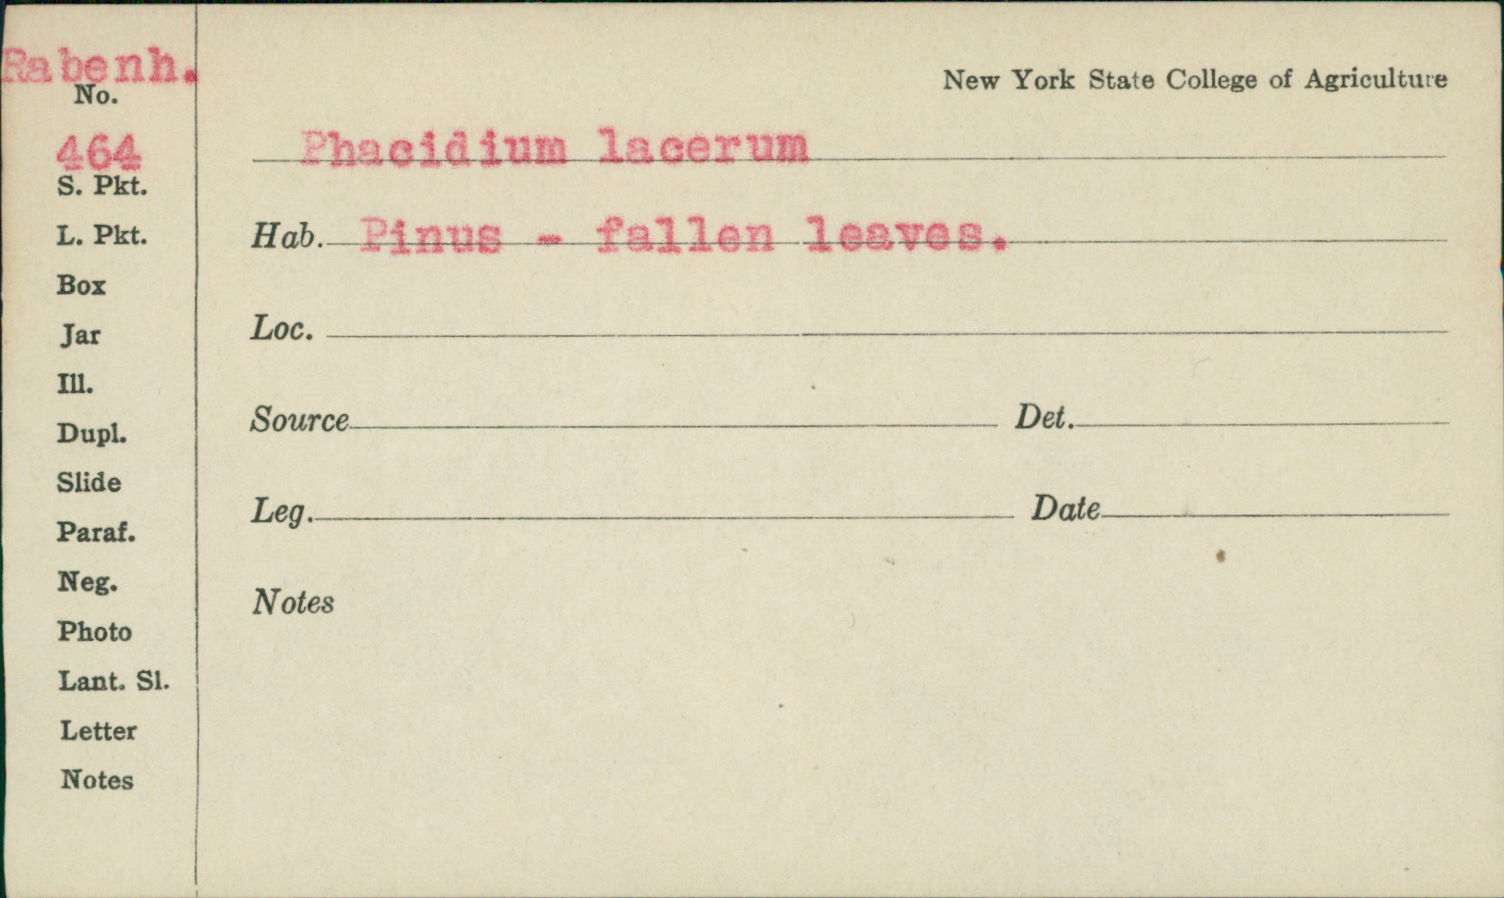 Rabenh.
No.
464
S. Pkt.
L. Pkt.
Box
Jar
Ill.
Dupl.
Slide
Paraf.
Neg.
Photo
Lant. Sl.
Letter
Notes
New York State College of Agriculture
Phacidium lacerum
Hab. Pinus - fallen leaves.
Loc.
Source Det.
Leg. Date
Notes